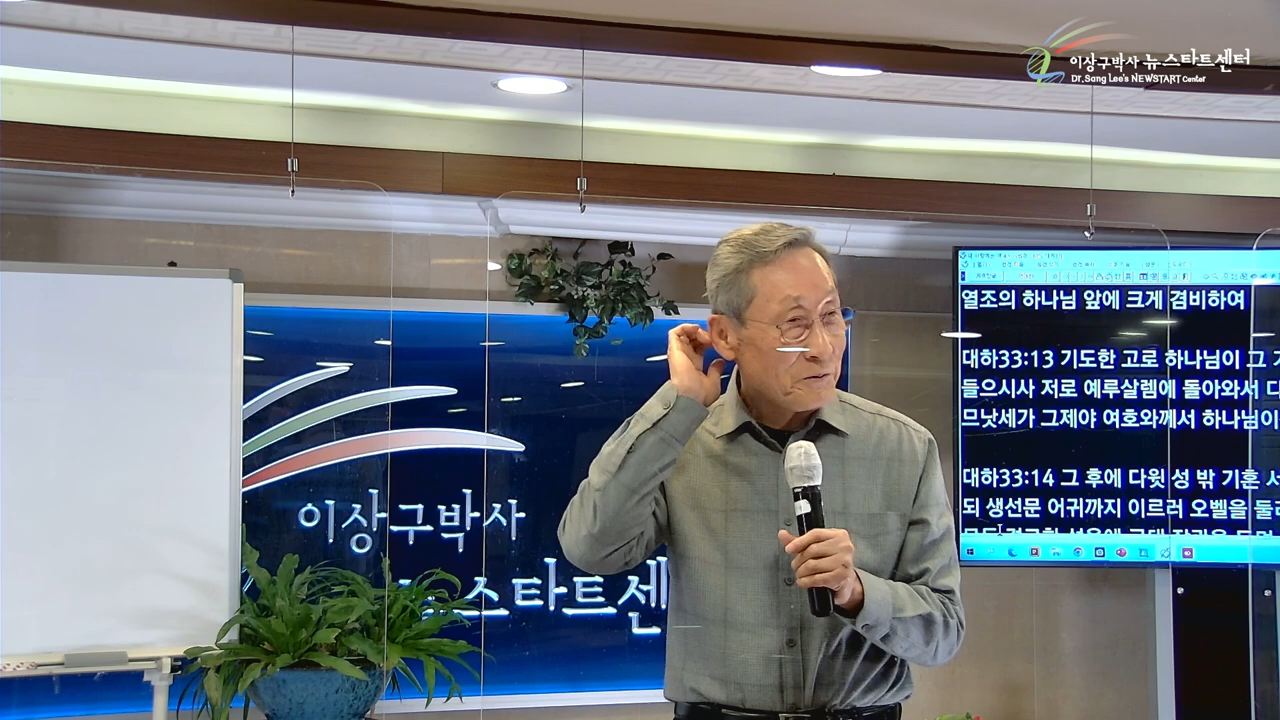 이상구박사 뉴스타트센터
Dr.Sang Lee's NEWSTART Center
열조의 하나님 앞에 크게 겸비하여
대하33:13 기도한 고로 하나님이 그
들으시사 저로 예루살렘에 돌아와서
므낫세가 그제야 여호와께서 하나님이
대하33:14 그 후에 다윗 성 밖 기혼
되 생선문 어귀까지 이르러 오벨을
이상구박사
뉴스타트센